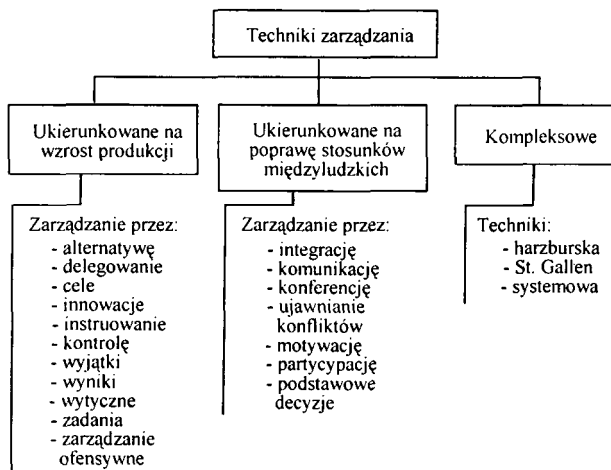 Techniki zarządzania
Ukierunkowane na
wzrost produkcji
Ukierunkowane na
poprawę stosunków
międzyludzkich
Kompleksowe
Zarządzanie przez:
- alternatywę
- delegowanie
- cele
- innowacje
- instruowanie
- kontrolę
- wyjątki
- wyniki
- wytyczne
- zadania
- zarządzanie
ofensywne
Zarządzanie przez:
- integrację
- komunikację
- konferencję
- ujawnianie
konfliktów
- motywację
- partycypację
- podstawowe
decyzje
Techniki:
- harzburska
- St. Gallen
- systemowa